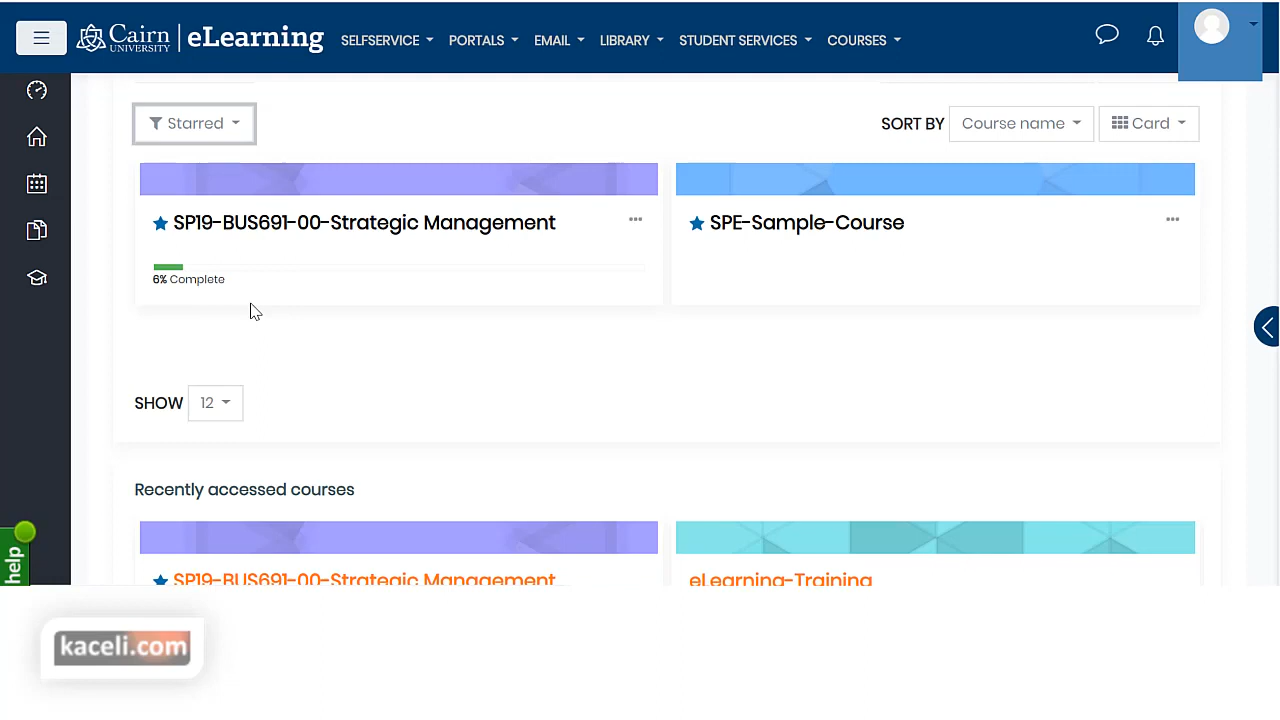 Cairn UNIVERSITY eLearning SELFSERVICE PORTALS EMAIL LIBRARY STUDENT SERVICES COURSES
Starred SORT BY Course name Card
SP19-BUS691-00-Strategic Management SPE-Sample-Course
6% Complete
SHOW 12
Recently accessed courses
SP19-BUS691-00-Strategic Management eLearning-Training
help
kaceli.com